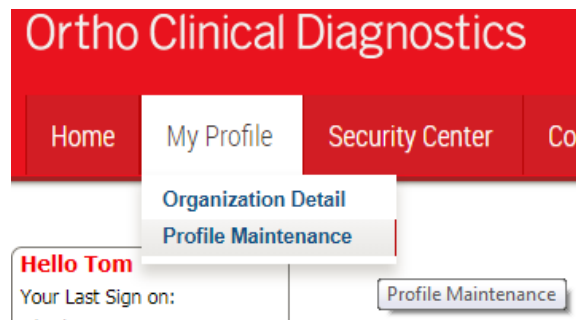 Ortho Clinical Diagnostics
Home My Profile Security Center Co
Organization Detail
Profile Maintenance
Hello Tom
Your Last Sign on:
Profile Maintenance